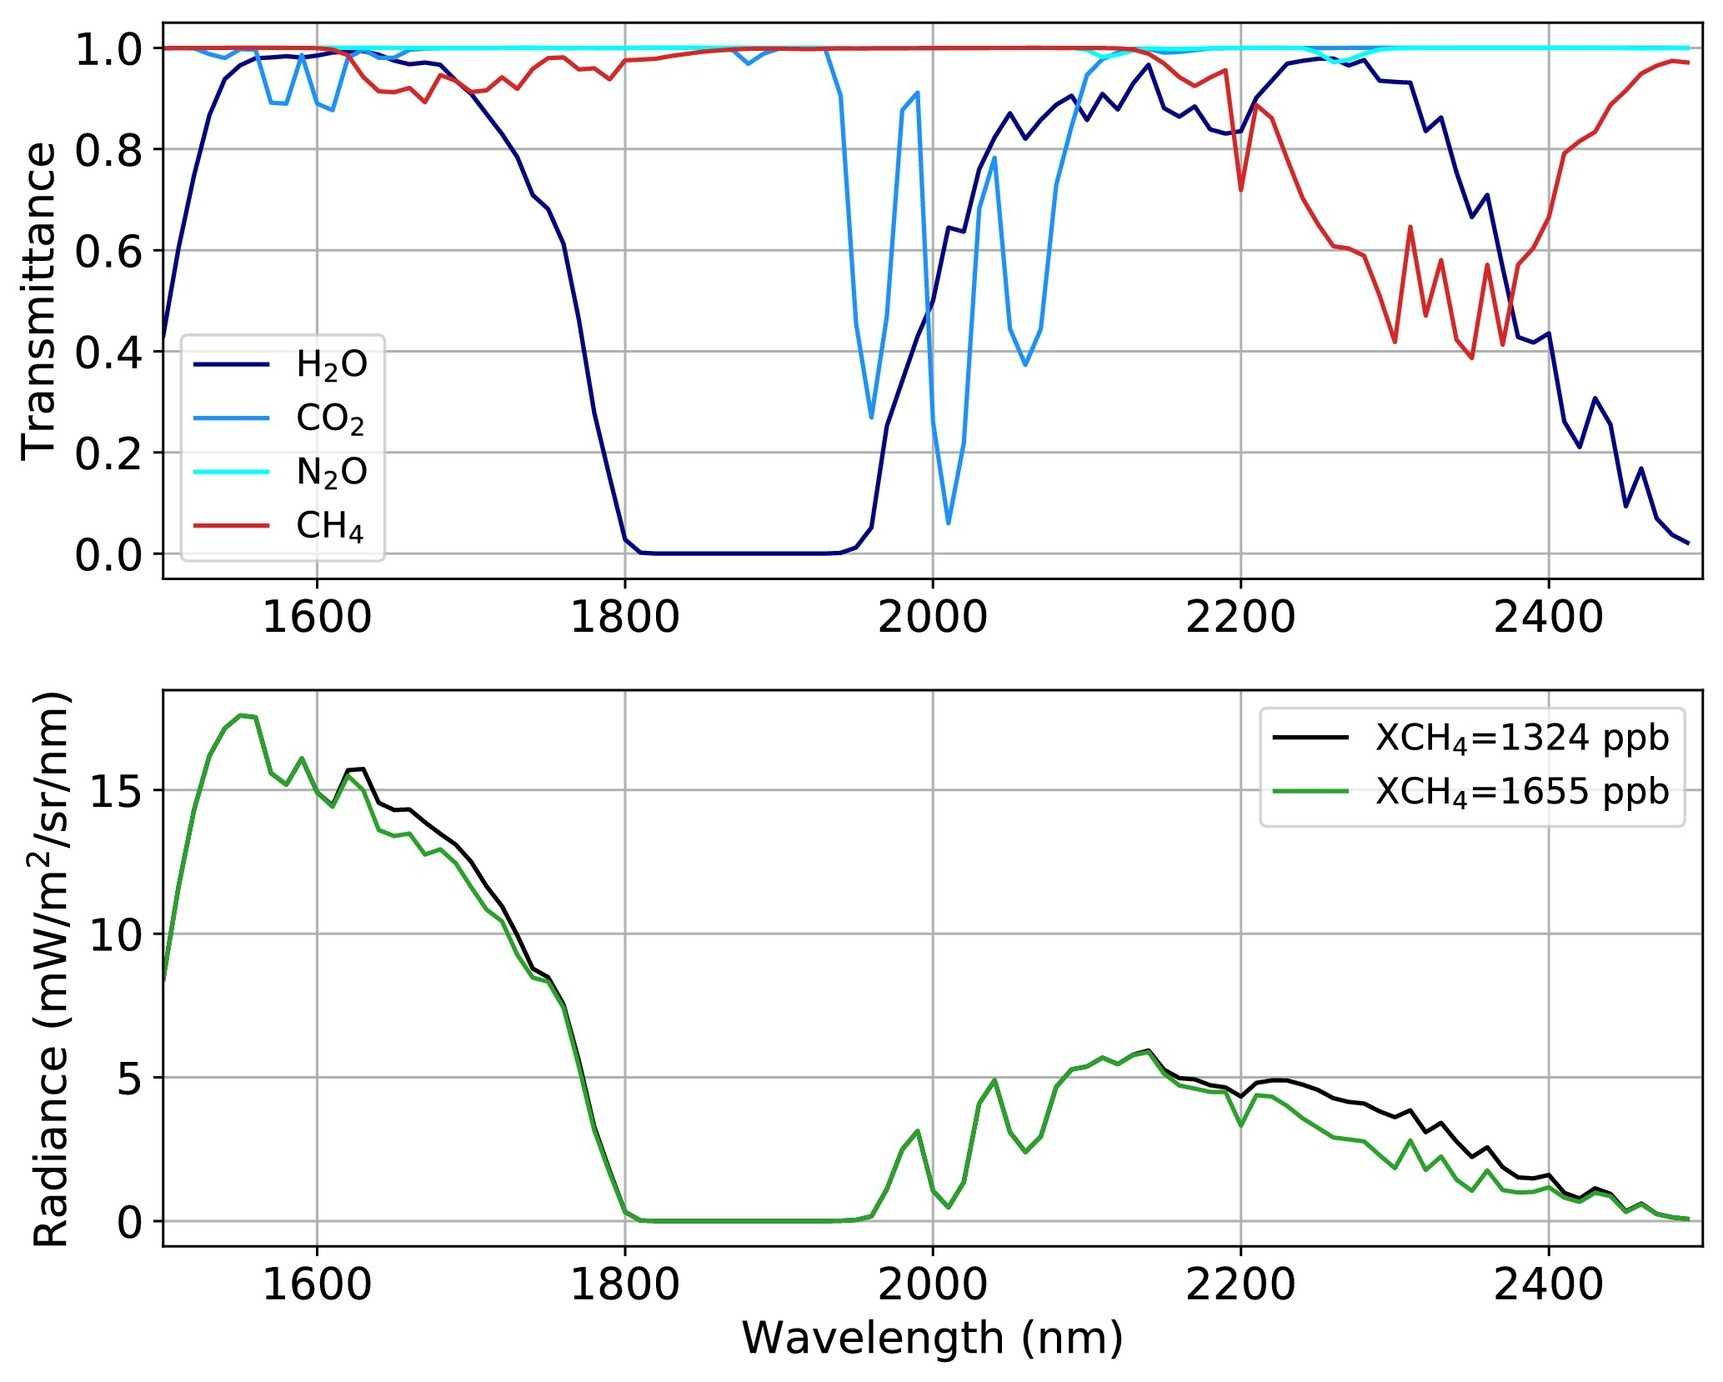 Transmittance
1.0
0.8
0.6
0.4
0.2
0.0
H₂O
CO₂
N₂O
CH₄
1600 1800 2000 2200 2400
Radiance (mW/m²/sr/nm)
15
10
5
0
XCH₄=1324 ppb
XCH₄=1655 ppb
1600 1800 2000 2200 2400
Wavelength (nm)